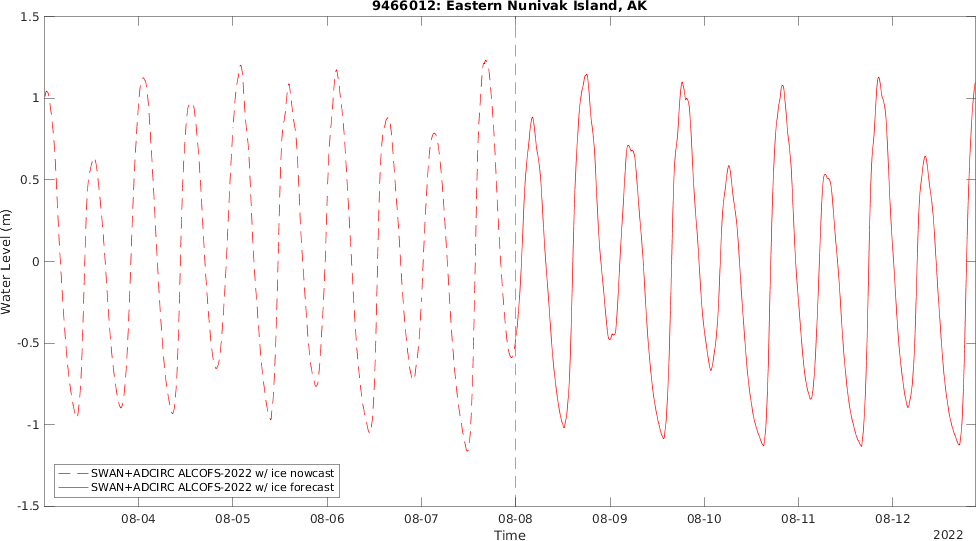 9466012: Eastern Nunivak Island, AK
1.5
1
0.5
0
-0.5
-1
-1.5
Water Level (m)
SWAN+ADCIRC ALCOFS-2022 w/ ice nowcast
SWAN+ADCIRC ALCOFS-2022 w/ ice forecast
08-04 08-05 08-06 08-07 08-08 08-09 08-10 08-11 08-12
Time
2022